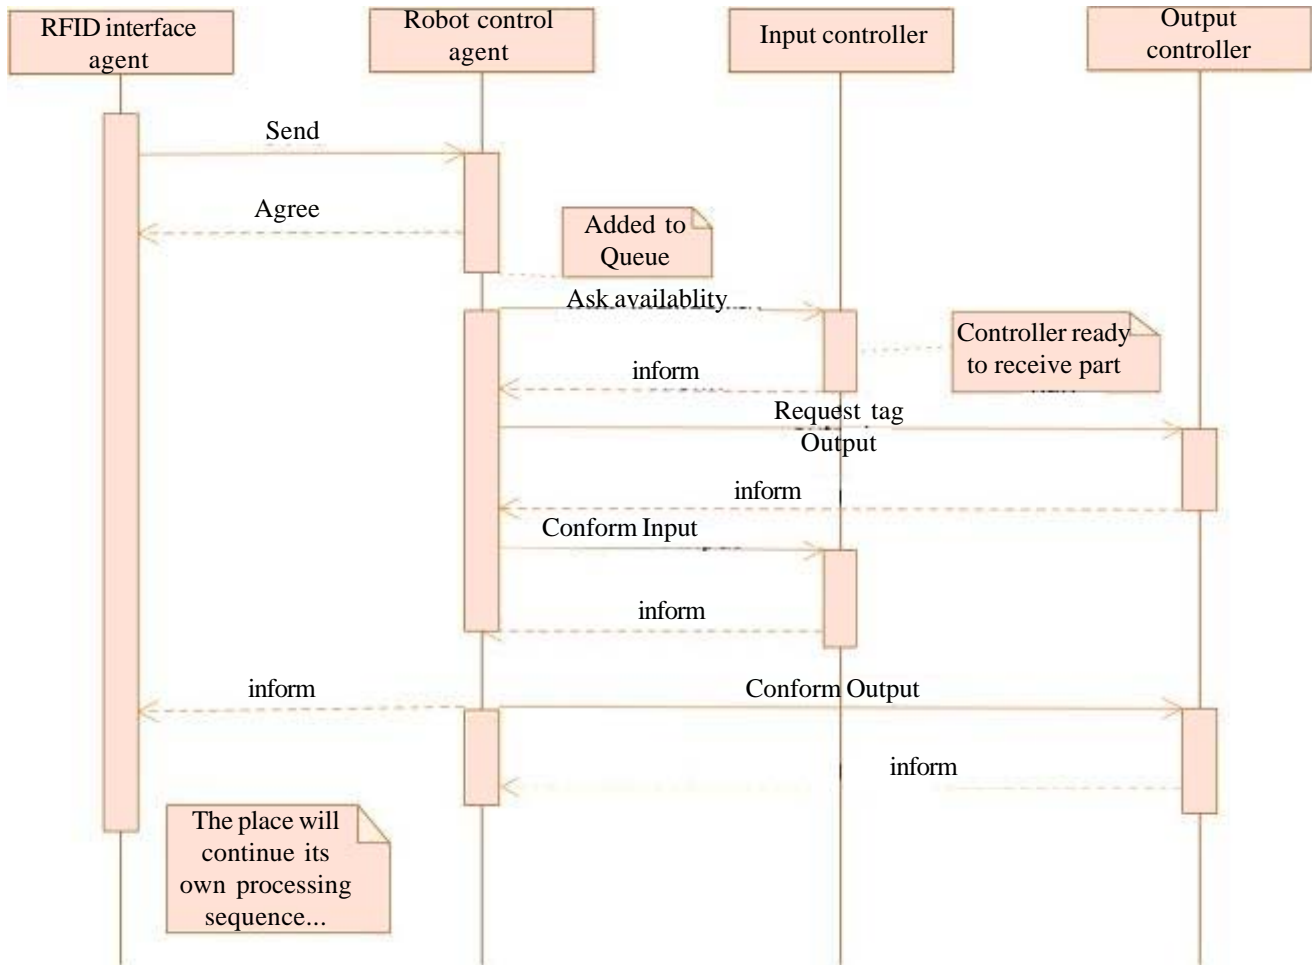 RFID interface
agent
Robot control
agent
Input controller
Output
controller
Send
Agree
Added to
Queue
Ask availablity
Controller ready
to receive part
inform
Request tag
Output
inform
Conform Input
inform
inform
Conform Output
inform
The place will
continue its
own processing
sequence...